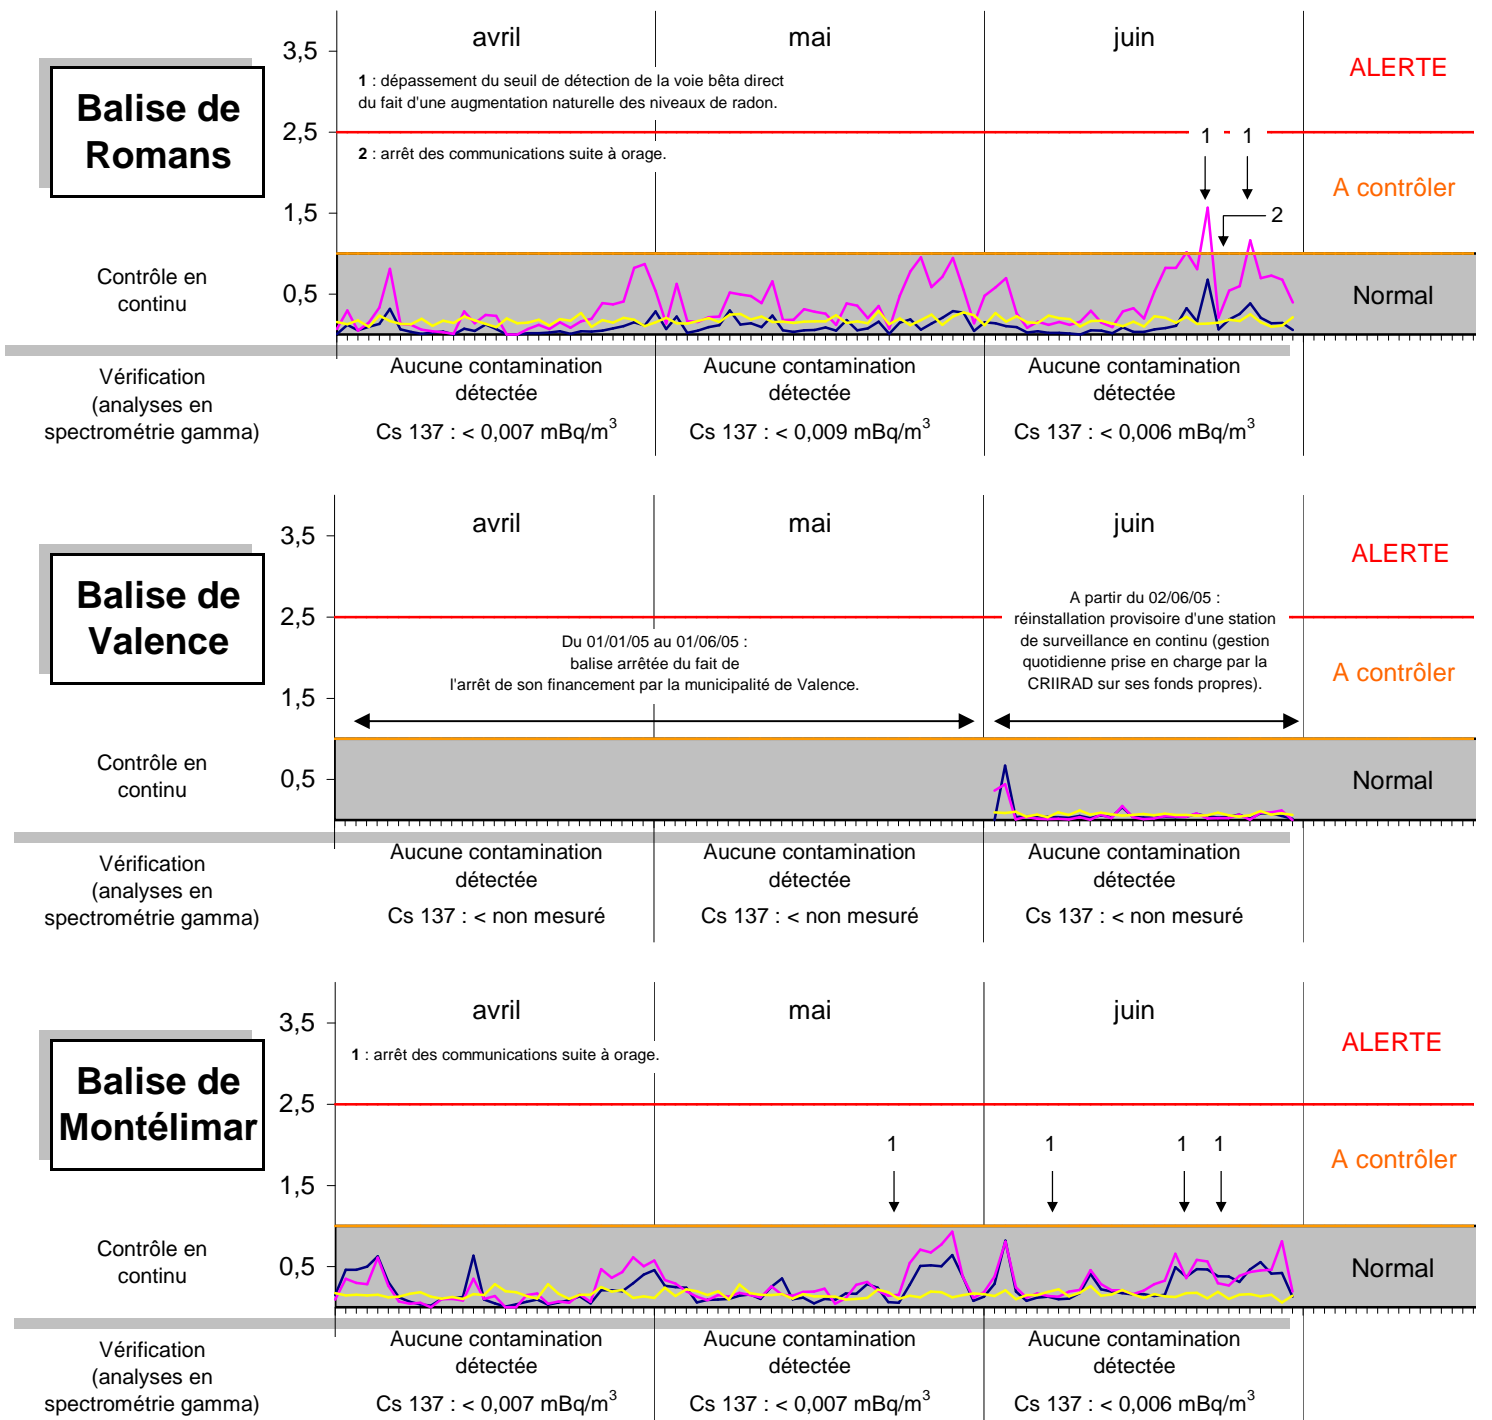 avril
mai
juin
3,5
ALERTE
1 : dépassement du seuil de détection de la voie bêta direct
du fait d'une augmentation naturelle des niveaux de radon.
Balise de
Romans
2,5
1
1
2 : arrêt des communications suite à orage.
A contrôler
1,5
2
Contrôle en
continu
0,5
Normal
Vérification
(analyses en
spectrométrie gamma)
Aucune contamination
détectée
Cs 137 : < 0,007 mBq/m³
Aucune contamination
détectée
Cs 137 : < 0,009 mBq/m³
Aucune contamination
détectée
Cs 137 : < 0,006 mBq/m³
avril
mai
juin
3,5
ALERTE
Balise de
Valence
2,5
A partir du 02/06/05 :
réinstallation provisoire d'une station
de surveillance en continu (gestion
quotidienne prise en charge par la
CRIIRAD sur ses fonds propres).
Du 01/01/05 au 01/06/05 :
balise arrêtée du fait de
l'arrêt de son financement par la municipalité de Valence.
A contrôler
1,5
Contrôle en
continu
0,5
Normal
Vérification
(analyses en
spectrométrie gamma)
Aucune contamination
détectée
Cs 137 : < non mesuré
Aucune contamination
détectée
Cs 137 : < non mesuré
Aucune contamination
détectée
Cs 137 : < non mesuré
avril
mai
juin
3,5
ALERTE
1 : arrêt des communications suite à orage.
Balise de
Montélimar
2,5
1
1
1
1
A contrôler
1,5
Contrôle en
continu
0,5
Normal
Vérification
(analyses en
spectrométrie gamma)
Aucune contamination
détectée
Cs 137 : < 0,007 mBq/m³
Aucune contamination
détectée
Cs 137 : < 0,007 mBq/m³
Aucune contamination
détectée
Cs 137 : < 0,006 mBq/m³